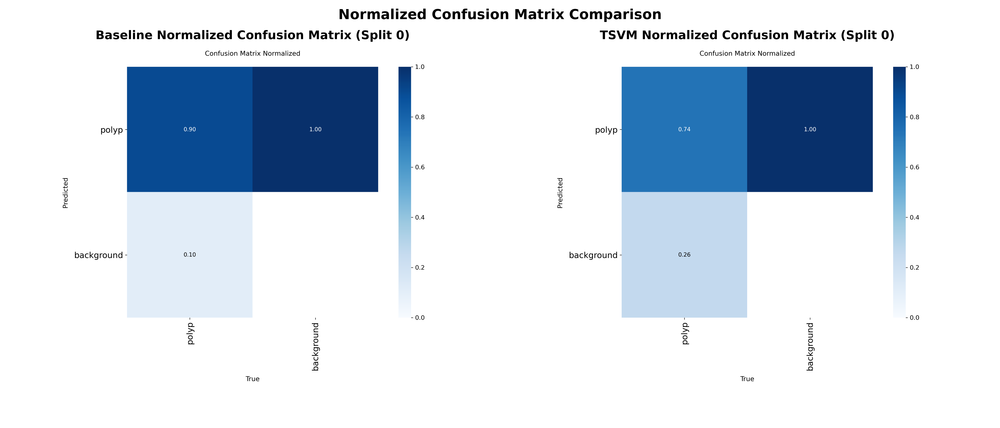 Normalized Confusion Matrix Comparison
Baseline Normalized Confusion Matrix (Split 0)
Confusion Matrix Normalized
1.0
0.8
0.6
0.4
0.2
0.0
polyp
0.90
1.00
Predicted
background
0.10
polyp
background
True
TSVM Normalized Confusion Matrix (Split 0)
Confusion Matrix Normalized
1.0
0.8
0.6
0.4
0.2
0.0
polyp
0.74
1.00
Predicted
background
0.26
polyp
background
True